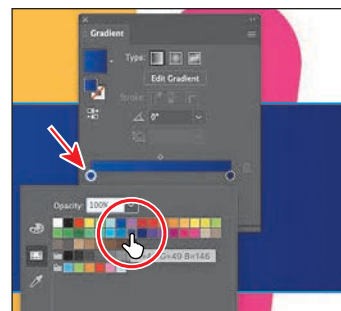 Gradient
Type:
Edit Gradient
Stroke:
0°
Opacity: 100%
G=49 B=146